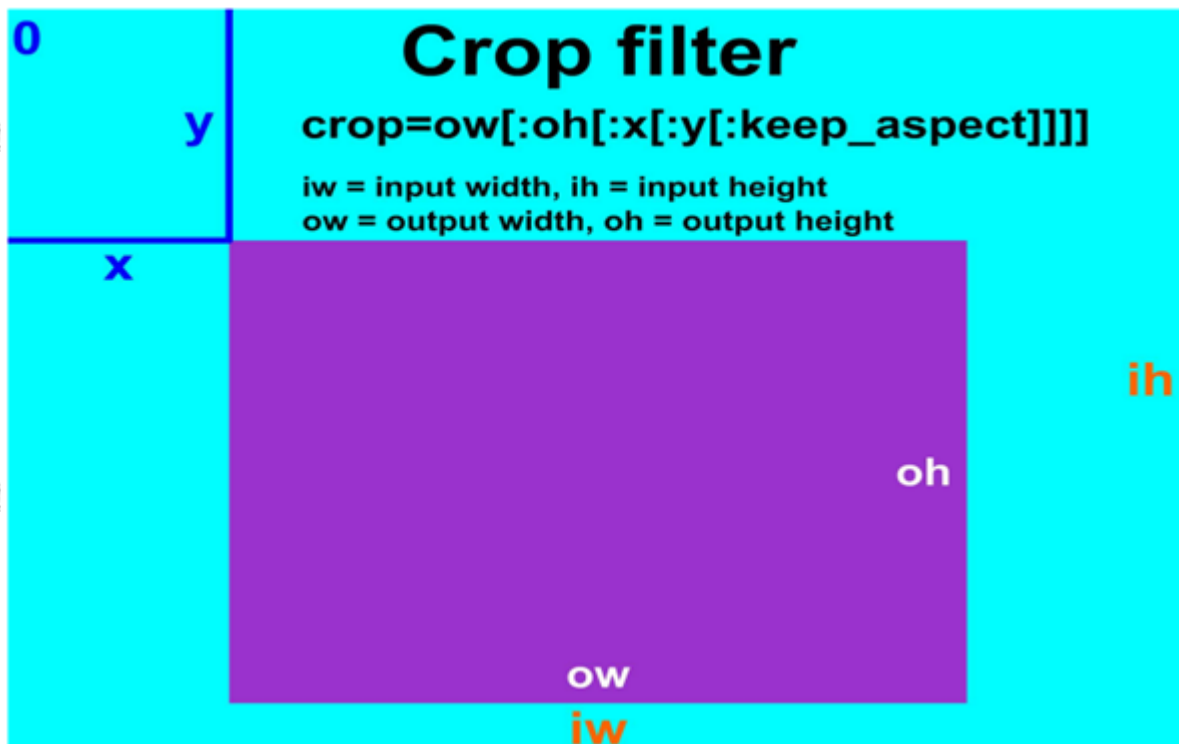 0
Crop filter
y
crop=ow[:oh[:x[:y[:keep_aspect]]]]
iw = input width, ih = input height
ow = output width, oh = output height
x
ih
oh
ow
iw